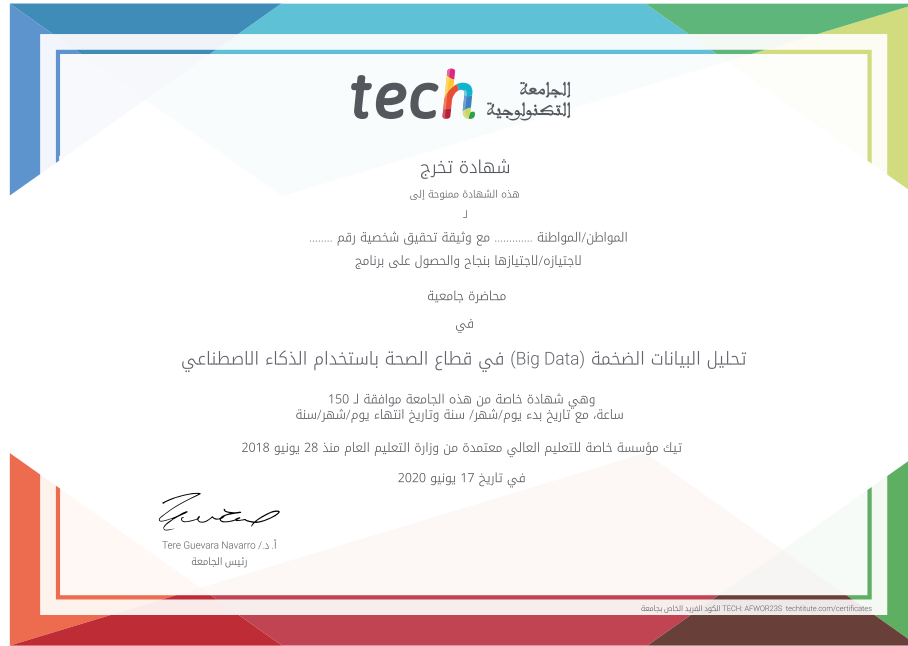 tech الجامعة
التكنولوجية
شهادة تخرج
هذه الشهادة ممنوحة إلى
لـ
المواطن/المواطنة ............. مع وثيقة تحقيق شخصية رقم ........
لاجتيازه/لاجتيازها بنجاح والحصول على برنامج
محاضرة جامعية
في
تحليل البيانات الضخمة (Big Data) في قطاع الصحة باستخدام الذكاء الاصطناعي
وهي شهادة خاصة من هذه الجامعة موافقة لـ 150
ساعة، مع تاريخ بدء يوم/شهر/ سنة وتاريخ انتهاء يوم/شهر/سنة
تيك مؤسسة خاصة للتعليم العالي معتمدة من وزارة التعليم العام منذ 28 يونيو 2018
في تاريخ 17 يونيو 2020
أ. د./ Tere Guevara Navarro
رئيس الجامعة
الكود الفريد الخاص بجامعة TECH: AFWOR23S techtitute.com/certificates